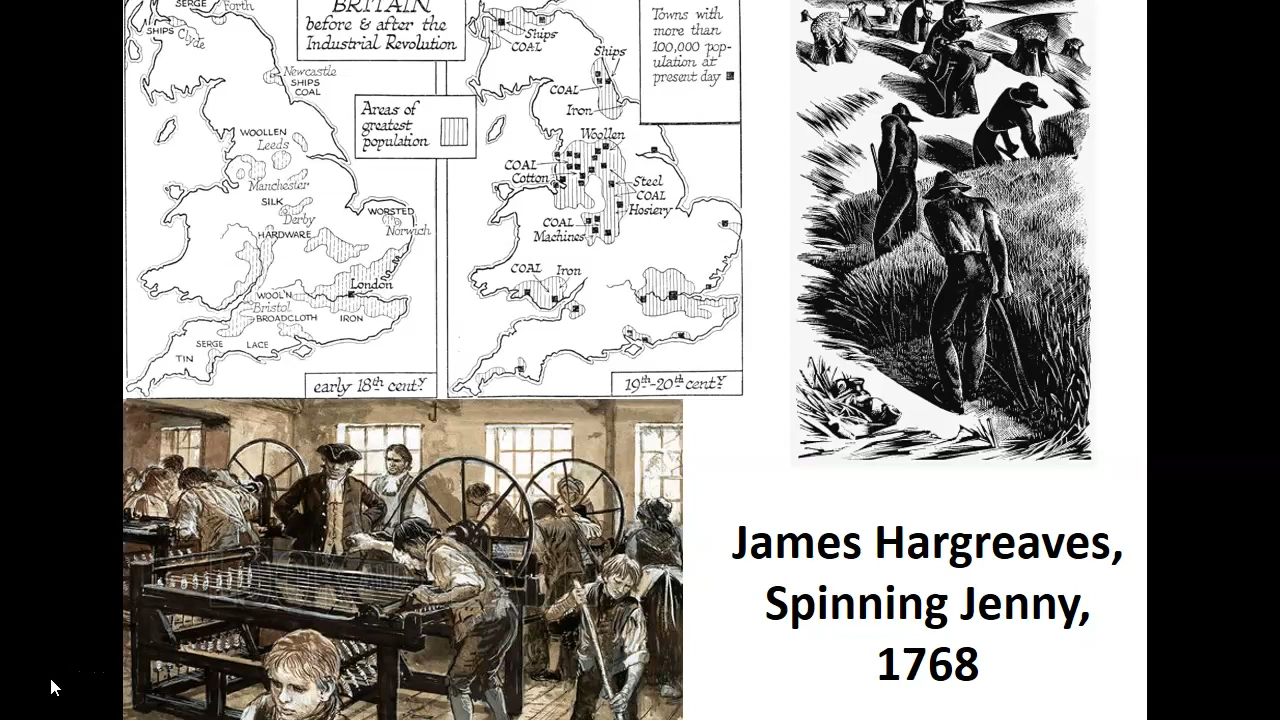 SERGE
Forth
SHIPS
Clyde
Newcastle
SHIPS
COAL
WOOLLEN
Leeds
Manchester
SILK
Derby
HARDWARE
WORSTED
Norwich
London
WOOL'N
Bristol
BROADCLOTH
IRON
SERGE
LACE
TIN
early 18th centY
BRITAIN
before & after the
Industrial Revolution
Areas of
greatest
population
Ships
COAL
Ships
COAL
Iron
Woollen
COAL
Cotton
Steel
COAL
Hosiery
COAL
Machines
COAL
Iron
19th-20th centY
Towns with
more than
100,000 pop-
ulation at
present day
James Hargreaves,
Spinning Jenny,
1768